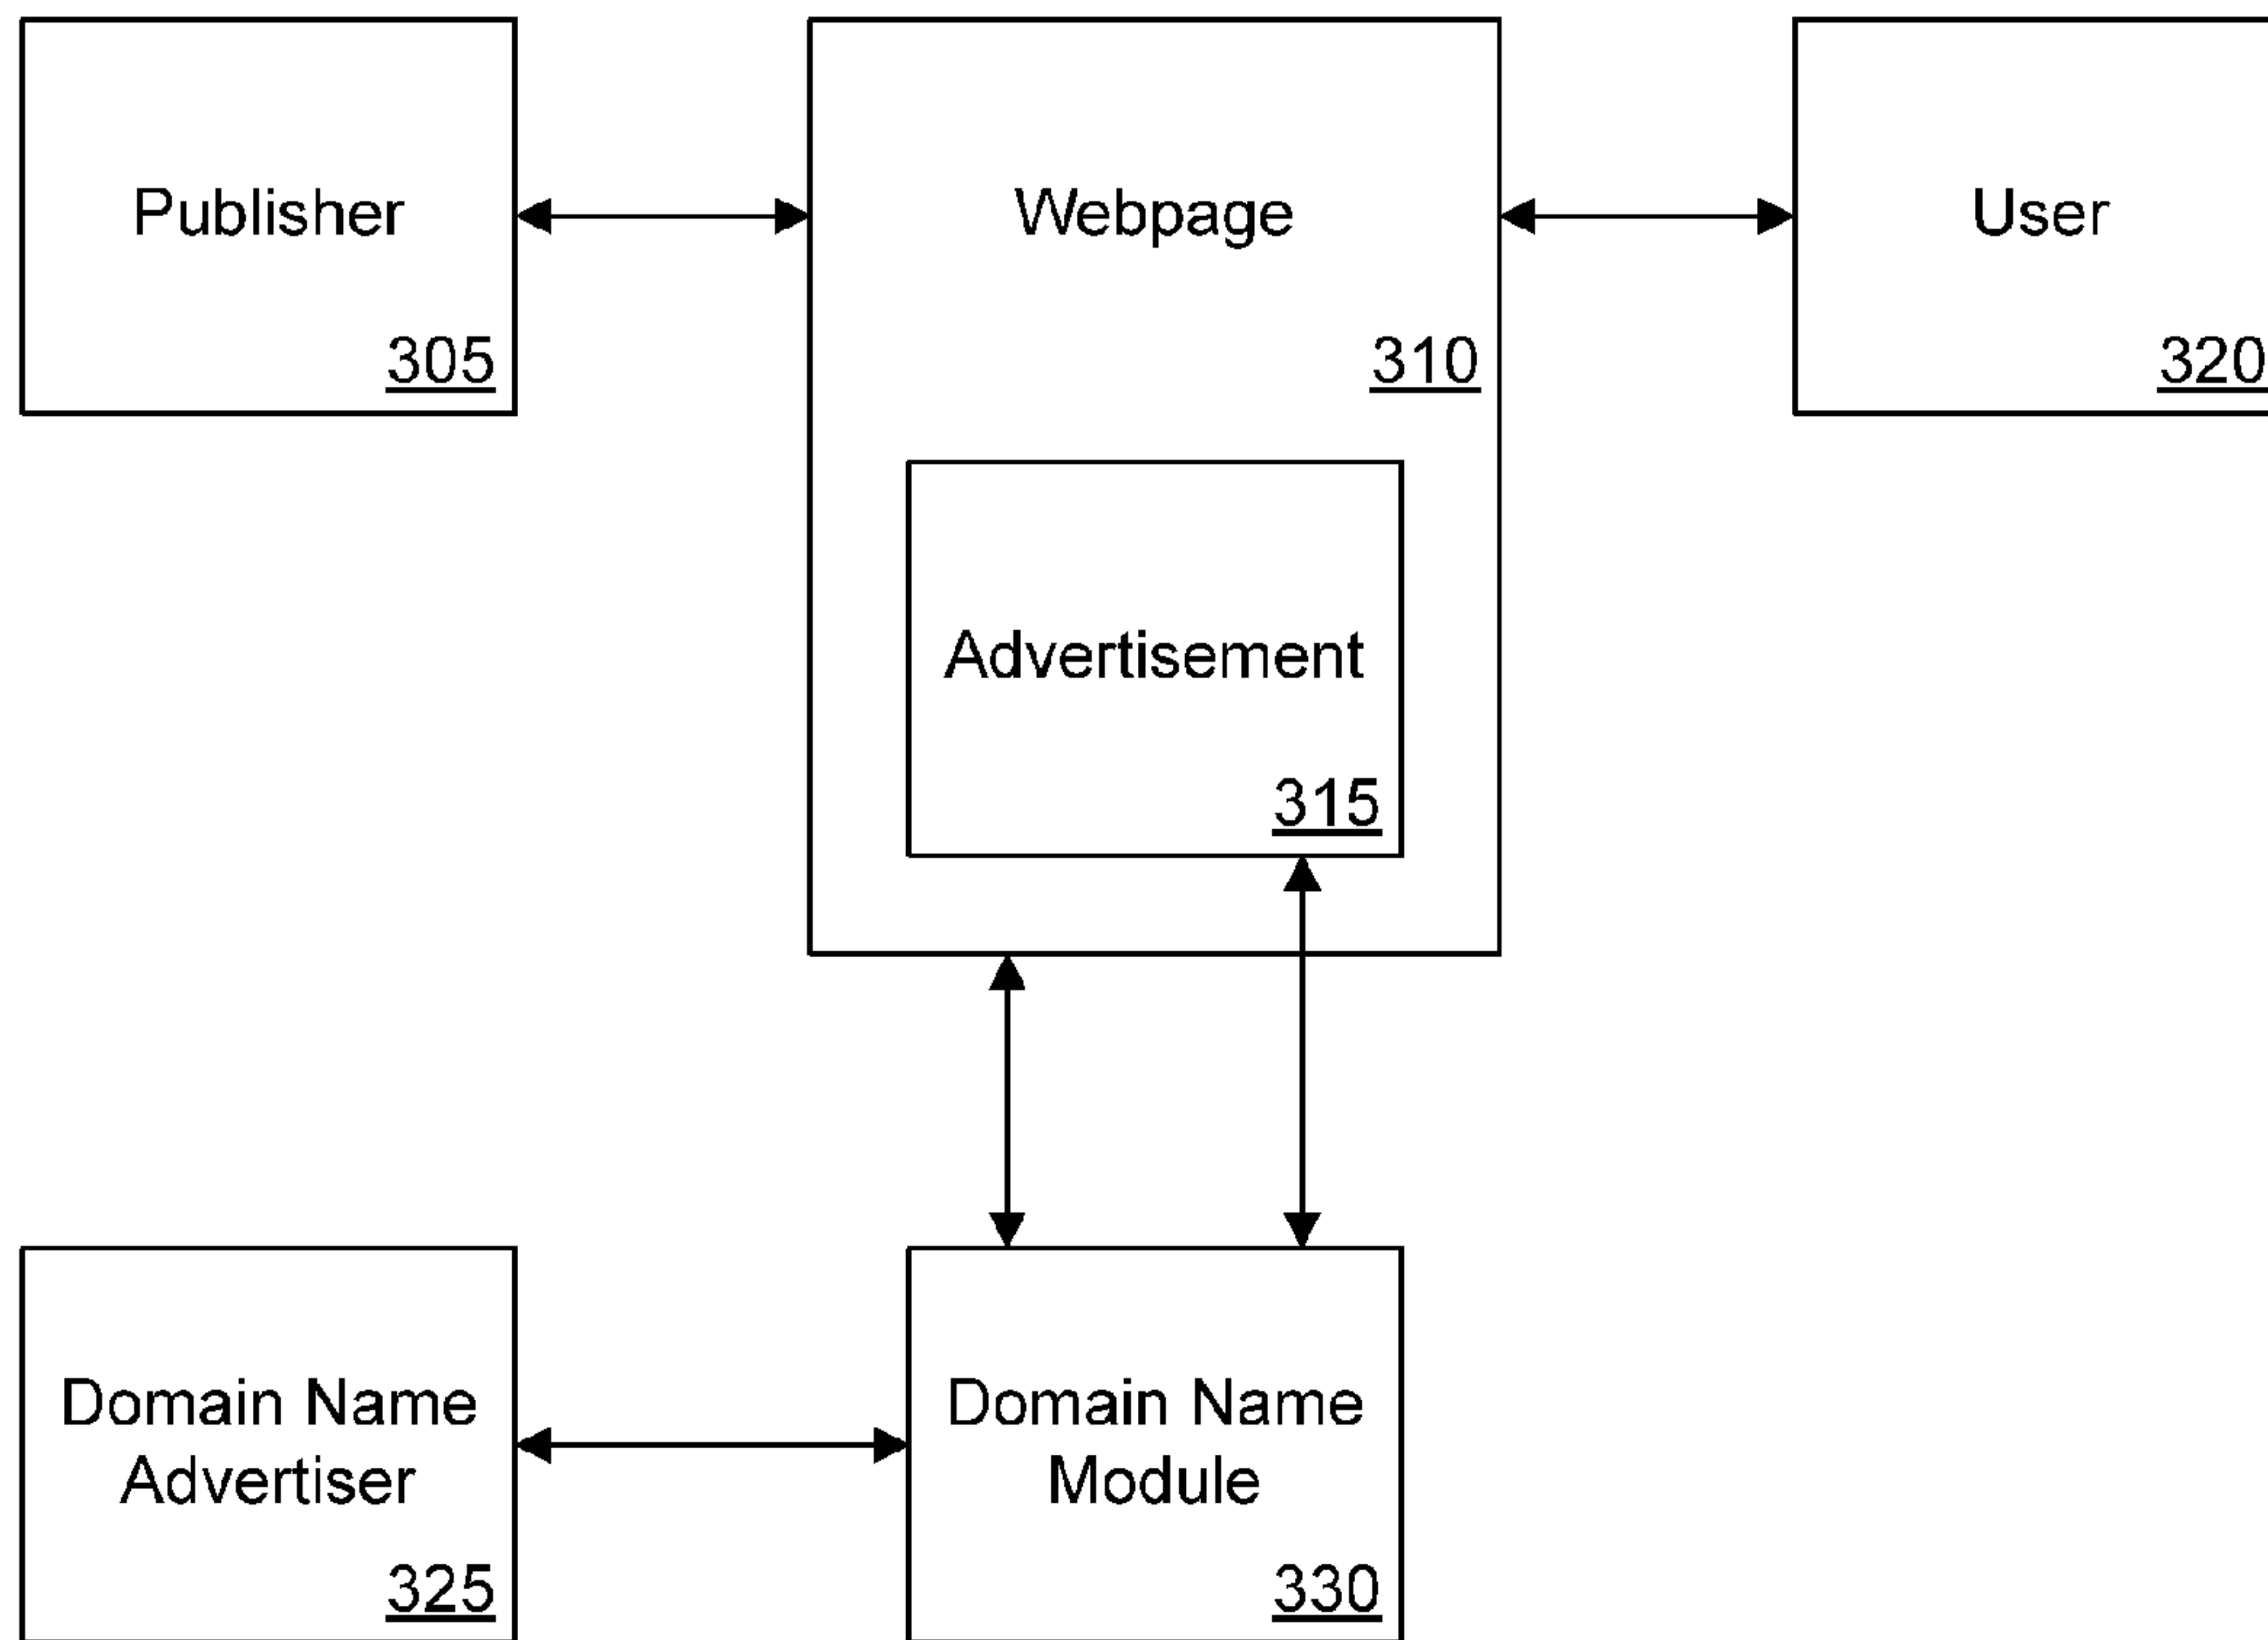 Publisher
305
Webpage
310
User
320
Advertisement
315
Domain Name
Advertiser
325
Domain Name
Module
330